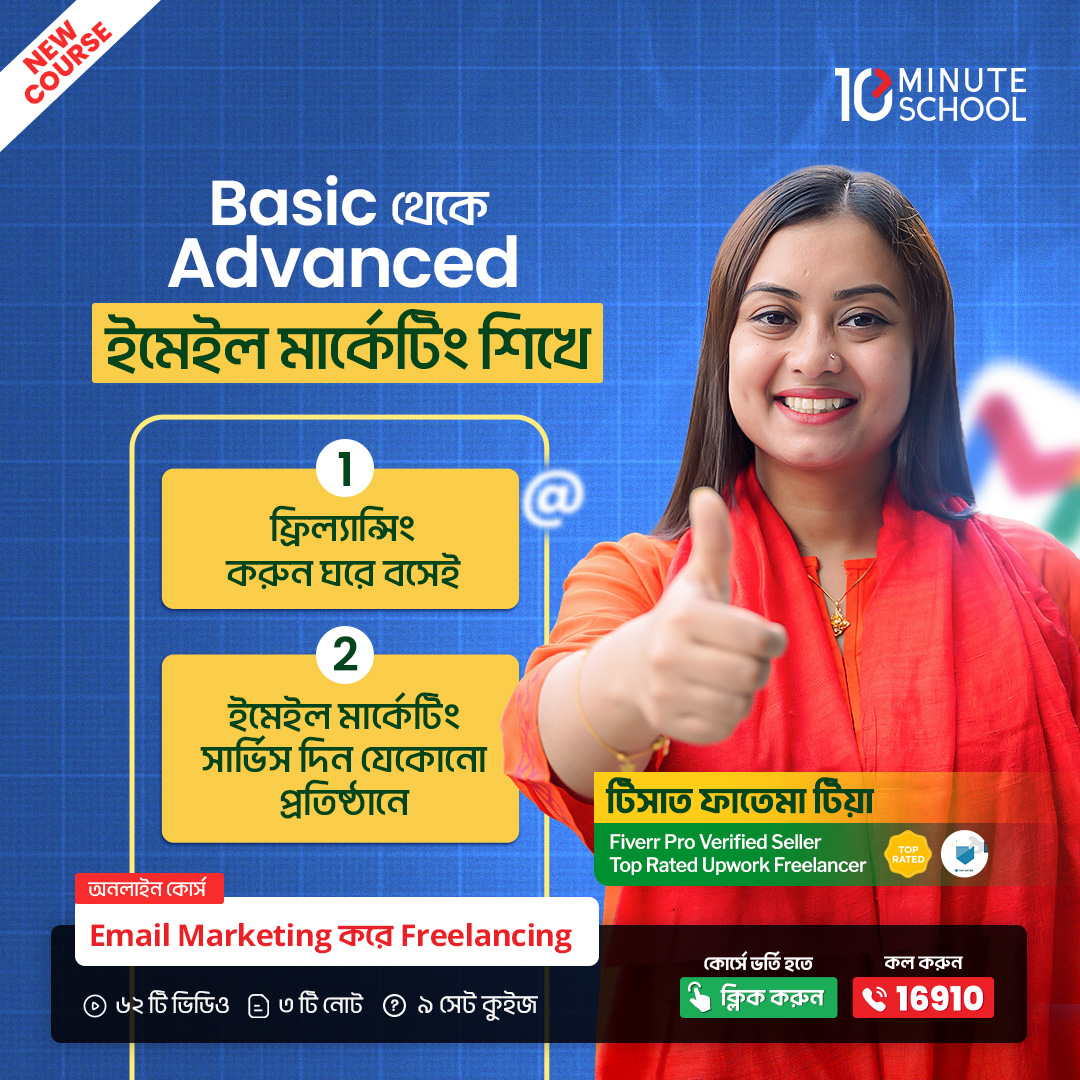 NEW
COURSE
10 MINUTE
SCHOOL
Basic থেকে
Advanced
ইমেইল মার্কেটিং শিখে
1
ফ্রিল্যান্সিং
করুন ঘরে বসেই
@
2
ইমেইল মার্কেটিং
সার্ভিস দিন যেকোনো
প্রতিষ্ঠানে
টিসাত ফাতেমা টিয়া
Fiverr Pro Verified Seller
Top Rated Upwork Freelancer
TOP
RATED
অনলাইন কোর্স
Email Marketing করে Freelancing
৬২ টি ভিডিও
৩ টি নোট
৯ সেট কুইজ
কোর্সে ভর্তি হতে
ক্লিক করুন
কল করুন
16910